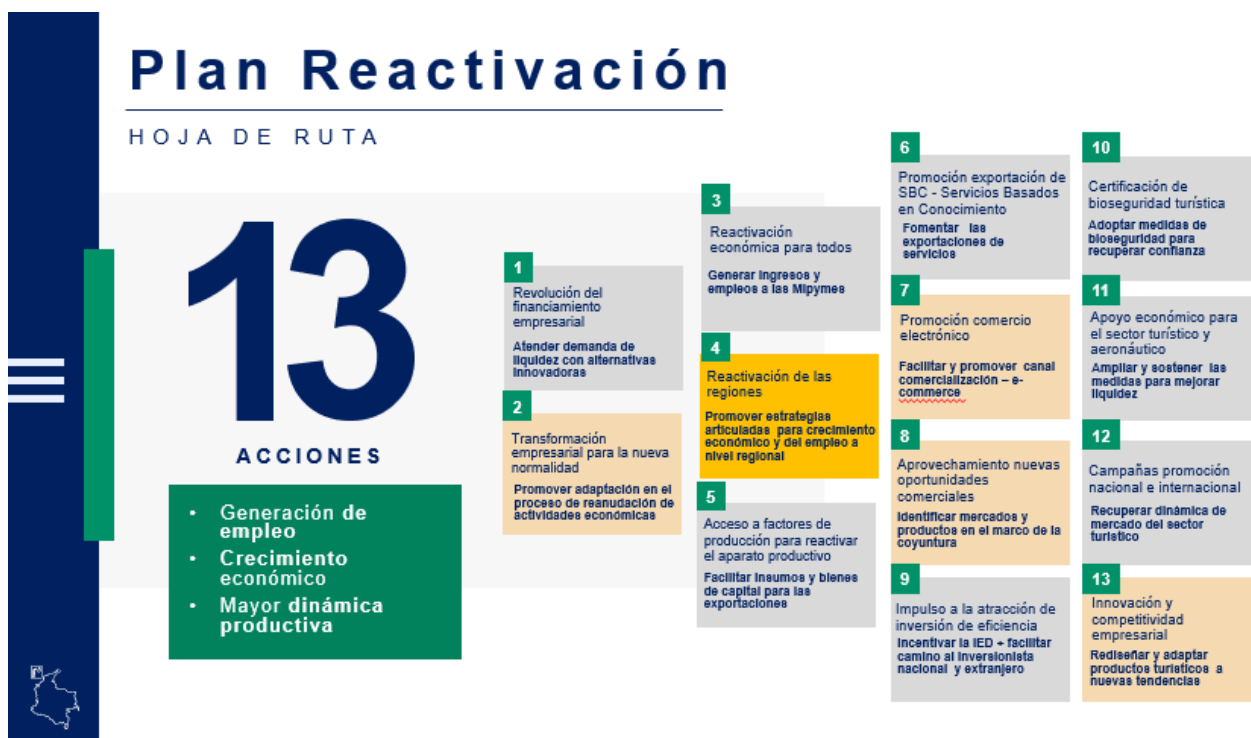 Plan Reactivación
HOJA DE RUTA
13
ACCIONES
• Generación de
empleo
• Crecimiento
económico
• Mayor dinámica
productiva
1
Revolución del
financiamiento
empresarial
Atender demanda de
liquidez con alternativas
innovadoras
2
Transformación
empresarial para la nueva
normalidad
Promover adaptación en el
proceso de reanudación de
actividades económicas
3
Reactivación
económica para todos
Generar ingresos y
empleos a las Mipymes
4
Reactivación de las
regiones
Promover estrategias
articuladas para crecimiento
económico y del empleo a
nivel regional
5
Acceso a factores de
producción para reactivar
el aparato productivo
Facilitar insumos y bienes
de capital para las
exportaciones
6
Promoción exportación de
SBC - Servicios Basados
en Conocimiento
Fomentar las
exportaciones de
servicios
7
Promoción comercio
electrónico
Facilitar y promover canal
comercialización – e-
commerce
8
Aprovechamiento nuevas
oportunidades
comerciales
Identificar mercados y
productos en el marco de la
coyuntura
9
Impulso a la atracción de
inversión de eficiencia
Incentivar la IED + facilitar
camino al inversionista
nacional y extranjero
10
Certificación de
bioseguridad turística
Adoptar medidas de
bioseguridad para
recuperar confianza
11
Apoyo económico para
el sector turístico y
aeronáutico
Ampliar y sostener las
medidas para mejorar
liquidez
12
Campañas promoción
nacional e internacional
Recuperar dinámica de
mercado del sector
turístico
13
Innovación y
competitividad
empresarial
Rediseñar y adaptar
productos turísticos a
nuevas tendencias